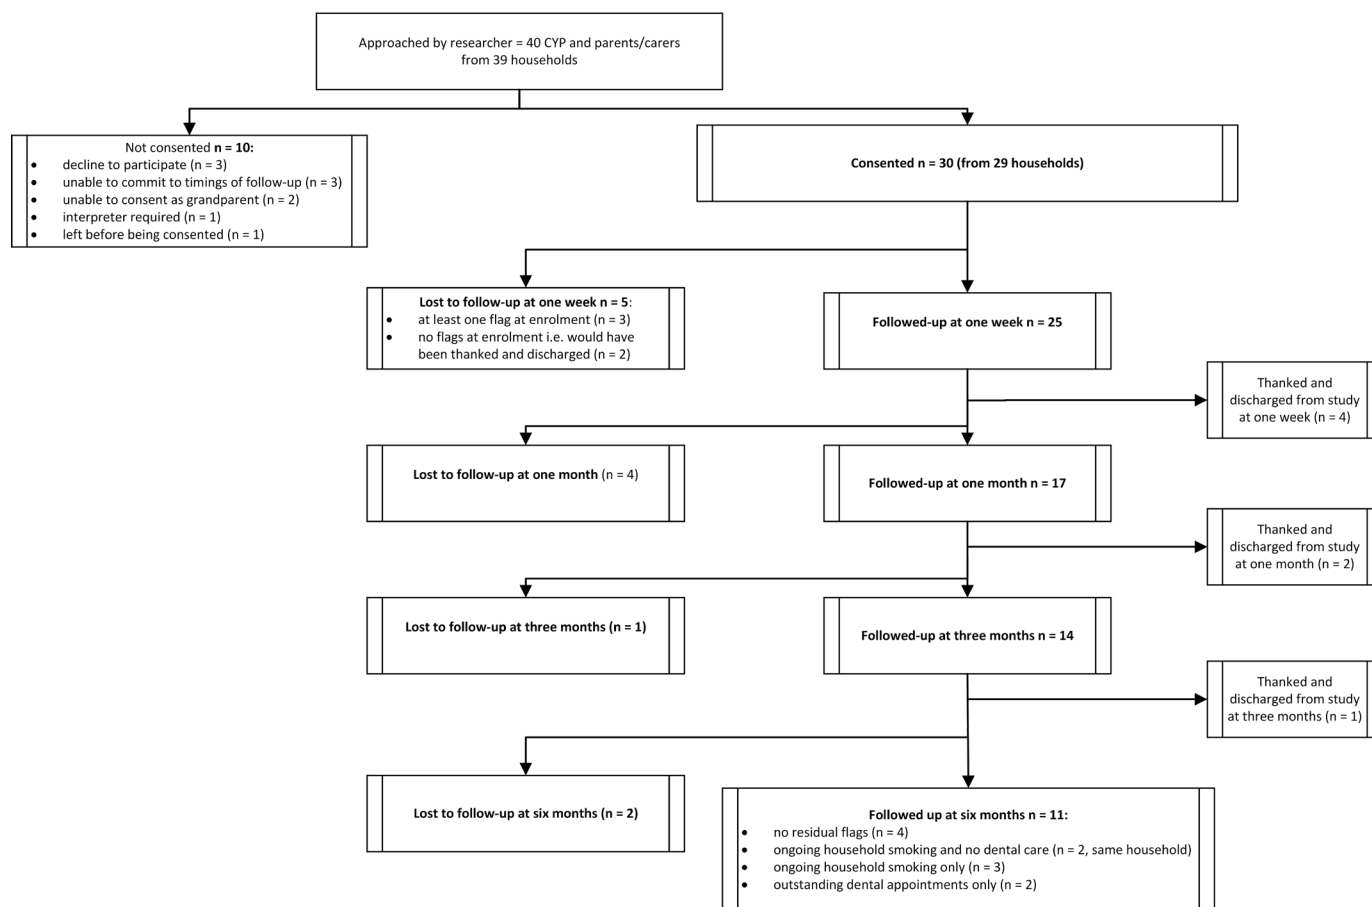 Approached by researcher = 40 CYP and parents/carers
from 39 households
Not consented n = 10:
• decline to participate (n = 3)
• unable to commit to timings of follow-up (n = 3)
• unable to consent as grandparent (n = 2)
• interpreter required (n = 1)
• left before being consented (n = 1)
Consented n = 30 (from 29 households)
Lost to follow-up at one week n = 5:
• at least one flag at enrolment (n = 3)
• no flags at enrolment i.e. would have
been thanked and discharged (n = 2)
Followed-up at one week n = 25
Thanked and
discharged from study
at one week (n = 4)
Lost to follow-up at one month (n = 4)
Followed-up at one month n = 17
Thanked and
discharged from study
at one month (n = 2)
Lost to follow-up at three months (n = 1)
Followed-up at three months n = 14
Thanked and
discharged from study
at three months (n = 1)
Lost to follow-up at six months (n = 2)
Followed up at six months n = 11:
• no residual flags (n = 4)
• ongoing household smoking and no dental care (n = 2, same household)
• ongoing household smoking only (n = 3)
• outstanding dental appointments only (n = 2)